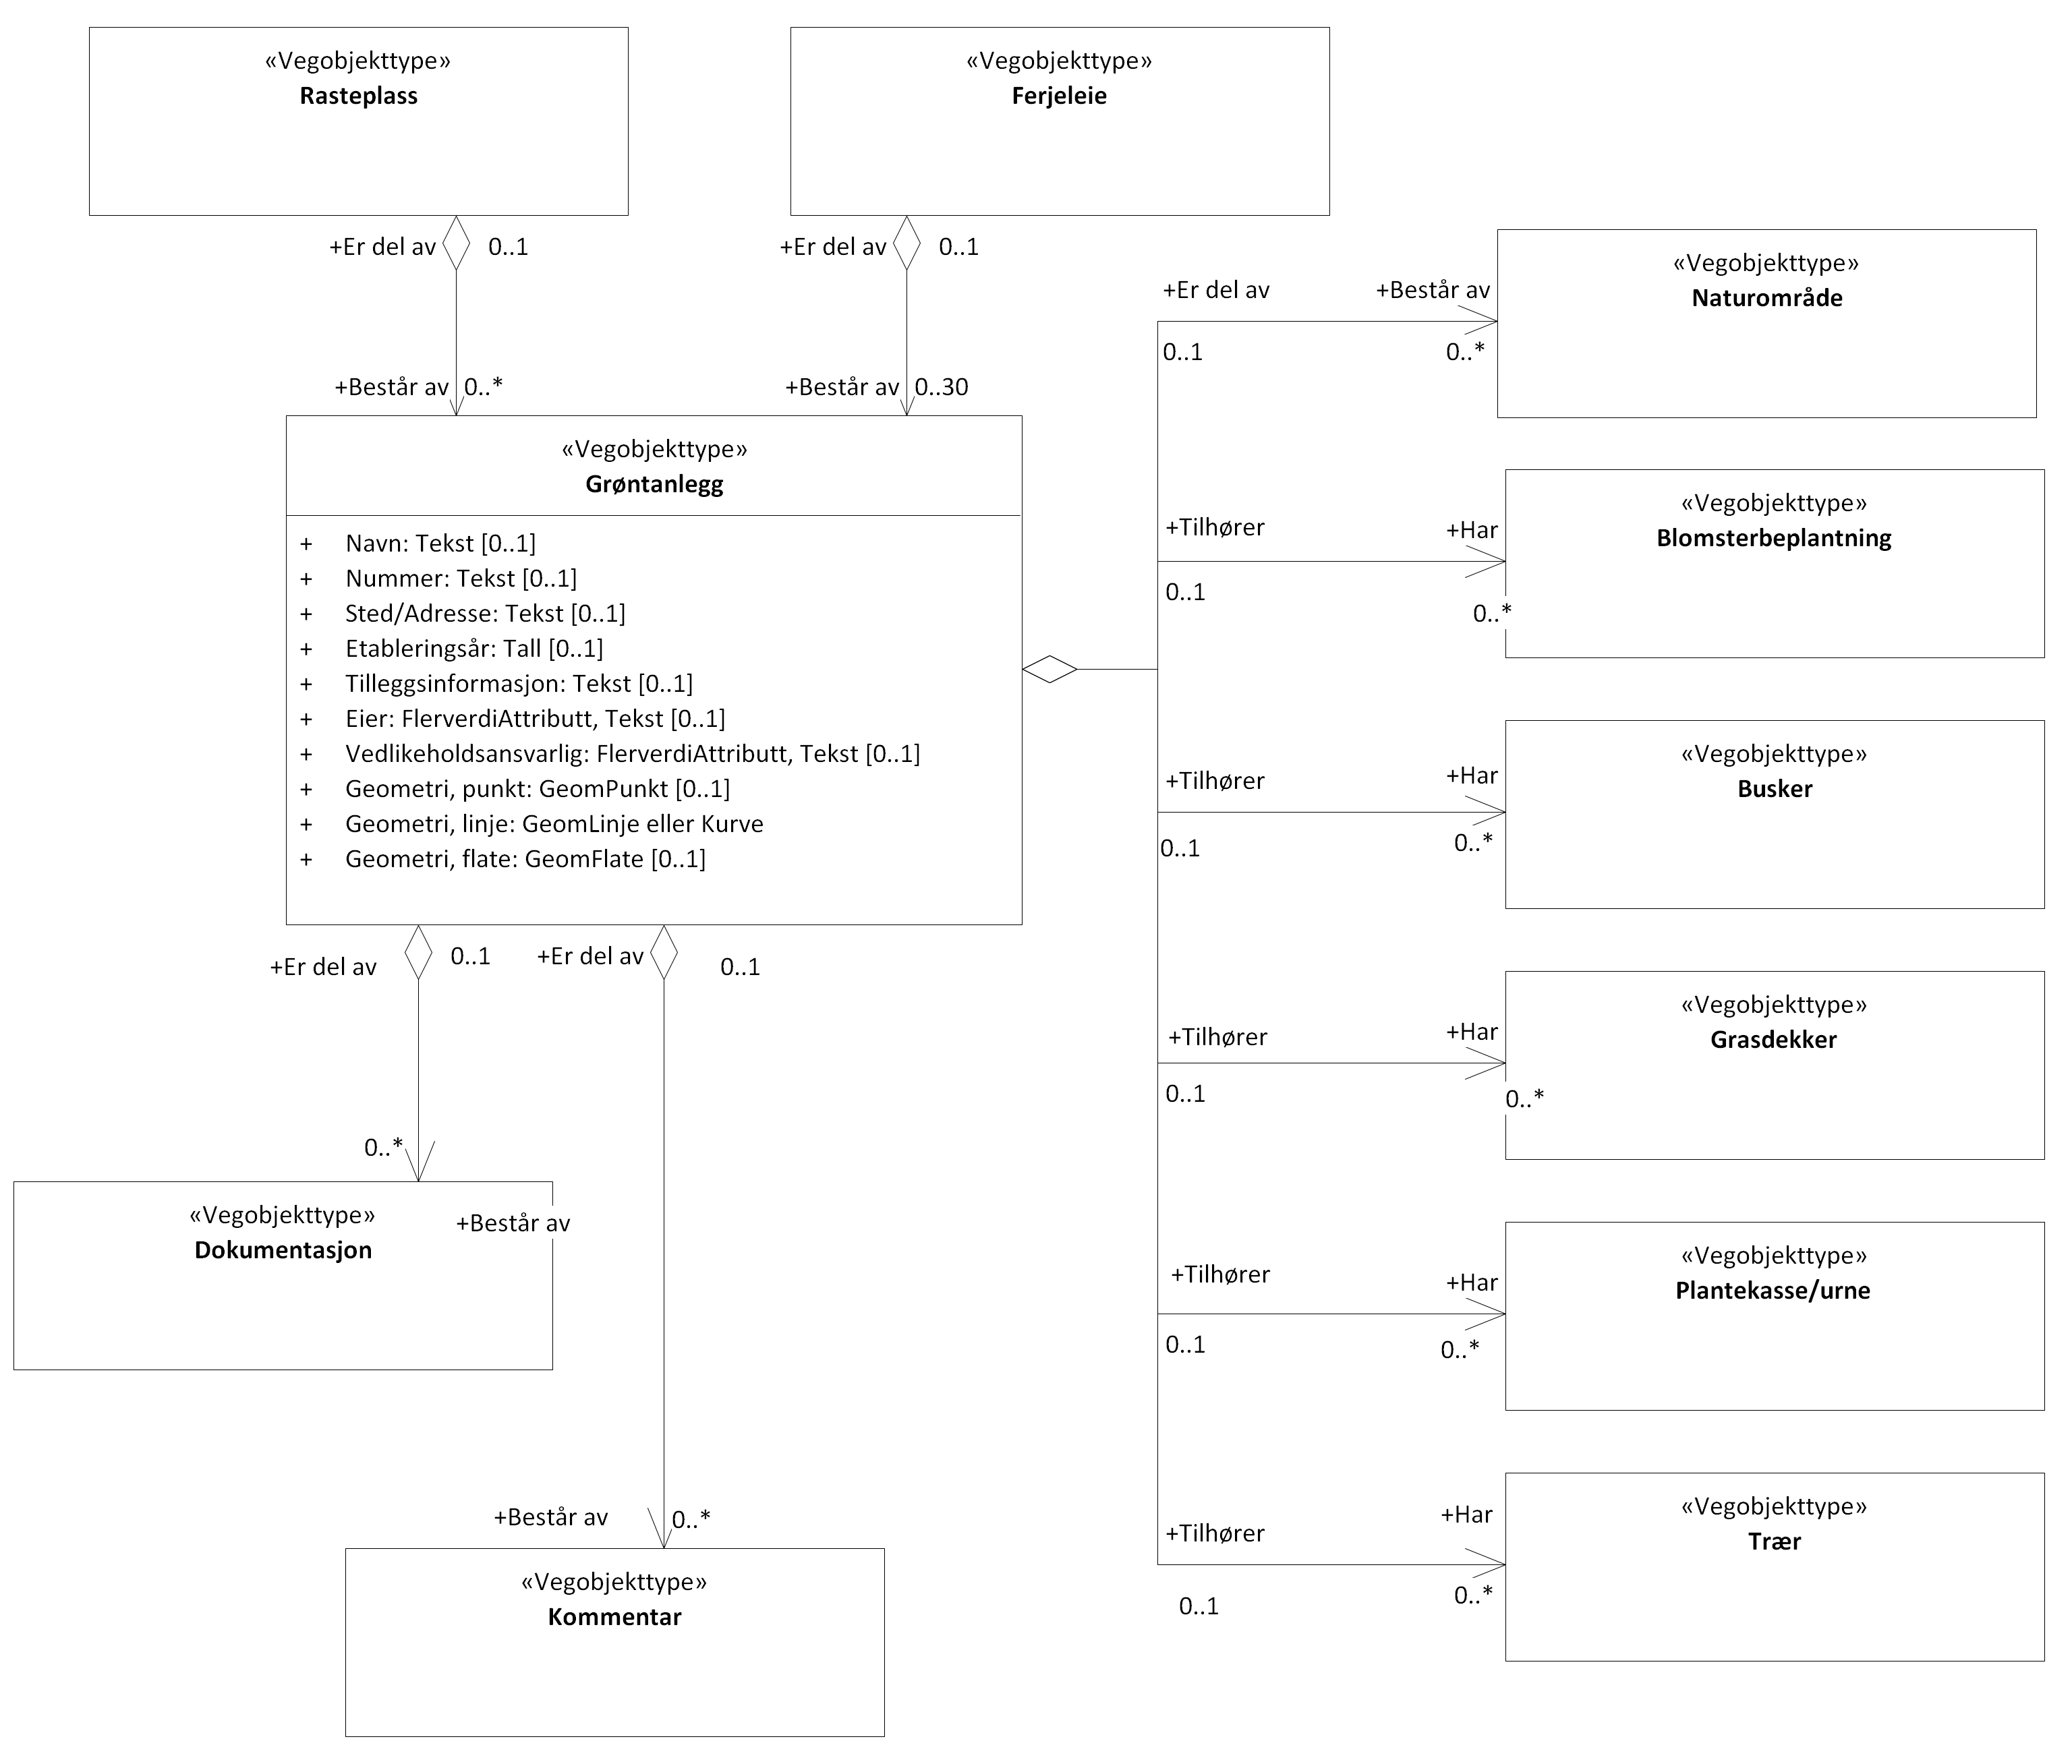 «Vegobjekttype»
Rasteplass
«Vegobjekttype»
Ferjeleie
+Er del av
0..1
+Er del av
0..1
+Består av
0..*
+Består av
0..30
«Vegobjekttype»
Grøntanlegg
+ Navn: Tekst [0..1]
+ Nummer: Tekst [0..1]
+ Sted/Adresse: Tekst [0..1]
+ Etableringsår: Tall [0..1]
+ Tilleggsinformasjon: Tekst [0..1]
+ Eier: FlerverdiAttributt, Tekst [0..1]
+ Vedlikeholdsansvarlig: FlerverdiAttributt, Tekst [0..1]
+ Geometri, punkt: GeomPunkt [0..1]
+ Geometri, linje: GeomLinje eller Kurve
+ Geometri, flate: GeomFlate [0..1]
+Er del av
0..1
+Er del av
0..1
0..*
+Består av
«Vegobjekttype»
Dokumentasjon
+Består av
0..*
«Vegobjekttype»
Kommentar
+Er del av
+Består av
0..1
0..*
«Vegobjekttype»
Naturområde
+Tilhører
+Har
0..1
0..*
«Vegobjekttype»
Blomsterbeplantning
+Tilhører
+Har
0..1
0..*
«Vegobjekttype»
Busker
+Tilhører
+Har
0..1
0..*
«Vegobjekttype»
Grasdekker
+Tilhører
+Har
0..1
0..*
«Vegobjekttype»
Plantekasse/urne
+Tilhører
+Har
0..1
0..*
«Vegobjekttype»
Trær